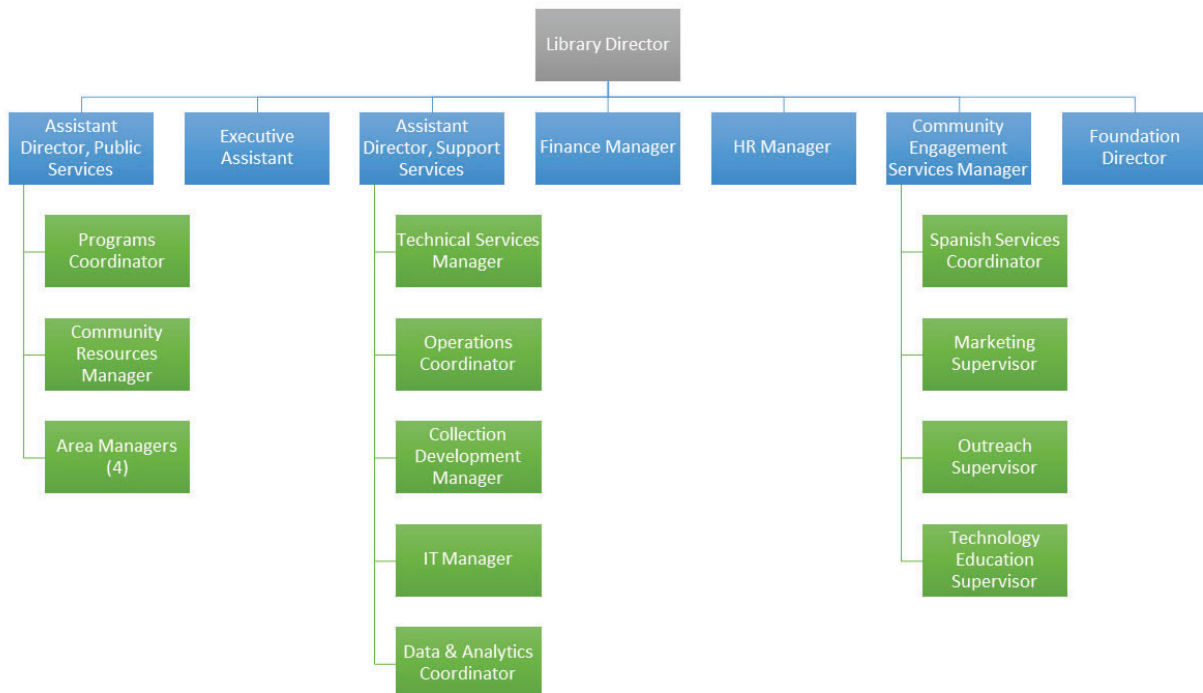 Library Director
Assistant
Director, Public
Services
Executive
Assistant
Assistant
Director, Support
Services
Finance Manager
HR Manager
Community
Engagement
Services Manager
Foundation
Director
Programs
Coordinator
Community
Resources
Manager
Area Managers
(4)
Technical Services
Manager
Operations
Coordinator
Collection
Development
Manager
IT Manager
Data & Analytics
Coordinator
Spanish Services
Coordinator
Marketing
Supervisor
Outreach
Supervisor
Technology
Education
Supervisor